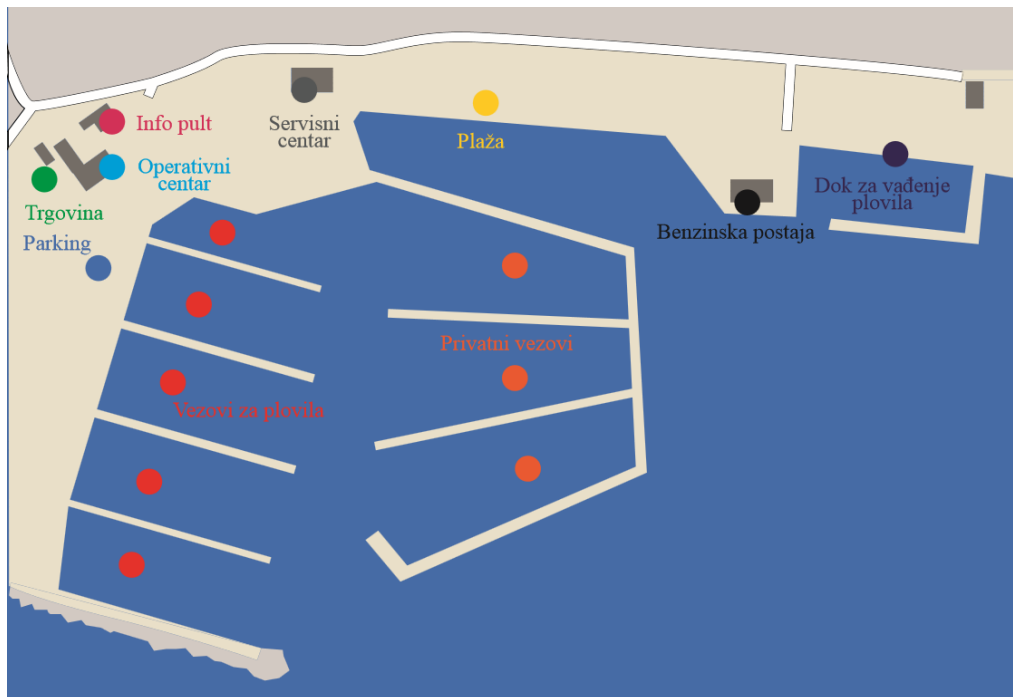 Info pult
Servisni
centar
Plaža
Operativni
centar
Dok za vađenje
plovila
Trgovina
Parking
Benzinska postaja
Privatni vezovi
Vezovi za plovila